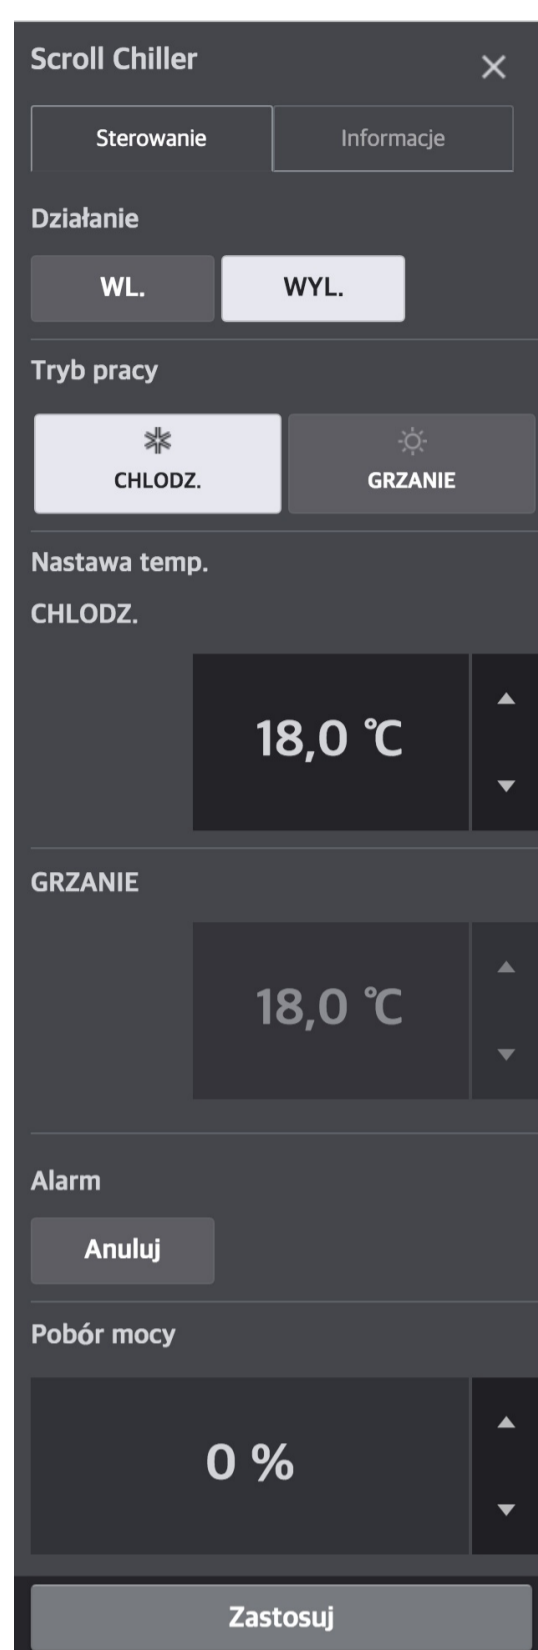 Scroll Chiller
Sterowanie
Informacje
Działanie
WL.
WYL.
Tryb pracy
CHLODZ.
GRZANIE
Nastawa temp.
CHLODZ.
18,0 °C
GRZANIE
18,0 °C
Alarm
Anuluj
Pobór mocy
0 %
Zastosuj